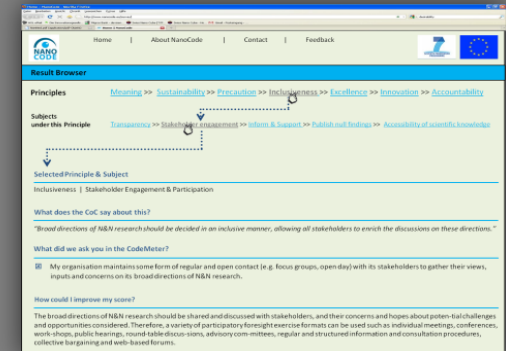 Home | About NanoCode | Contact | Feedback
NANO
CODE
Result Browser
Principles
Meaning >> Sustainability >> Precaution >> Inclusiveness >> Excellence >> Innovation >> Accountability
Subjects
under this Principle
Transparency >> Stakeholder engagement >> Inform & Support >> Publish null findings >> Accessibility of scientific knowledge
Selected Principle & Subject
Inclusiveness | Stakeholder Engagement & Participation
What does the CoC say about this?
"Broad directions of N&N research should be decided in an inclusive manner, allowing all stakeholders to enrich the discussions on these directions."
What did we ask you in the CodeMeter?
My organisation maintains some form of regular and open contact (e.g. focus groups, open day) with its stakeholders to gather their views,
inputs and concerns on its broad directions of N&N research.
How could I improve my score?
The broad directions of N&N research should be shared and discussed with stakeholders, and their concerns and hopes about poten-tial challenges
and opportunities considered. Therefore, a variety of participatory foresight exercise formats can be used such as individual meetings, conferences,
work-shops, public hearings, round-table discus-sions, advisory com-mittees, regular and structured information and consultation procedures,
collective bargaining and web-based forums.